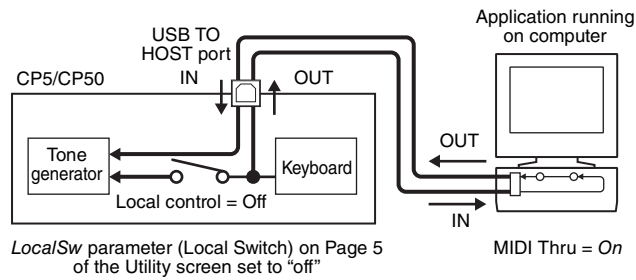 Application running
on computer
USB TO
HOST port
CP5/CP50
IN
OUT
Tone
generator
Keyboard
Local control = Off
OUT
IN
LocalSw parameter (Local Switch) on Page 5
of the Utility screen set to “off”
MIDI Thru = On